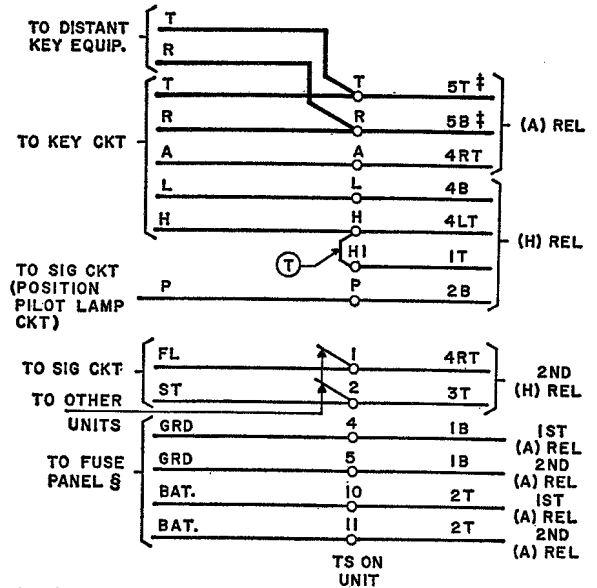 TO DISTANT
KEY EQUIP.
T
R
TO KEY CKT
T T 5T ‡
R R 5B ‡
A A 4RT
(A) REL
L L 4B
H H 4LT
T H1 1T
(H) REL
TO SIG CKT
(POSITION
PILOT LAMP
CKT)
P P 2B
TO SIG CKT
FL 1 4RT
ST 2 3T
2ND
(H) REL
TO OTHER
UNITS
TO FUSE
PANEL §
GRD 4 1B 1ST
(A) REL
GRD 5 1B 2ND
(A) REL
BAT. 10 2T 1ST
(A) REL
BAT. 11 2T 2ND
(A) REL
TS ON
UNIT